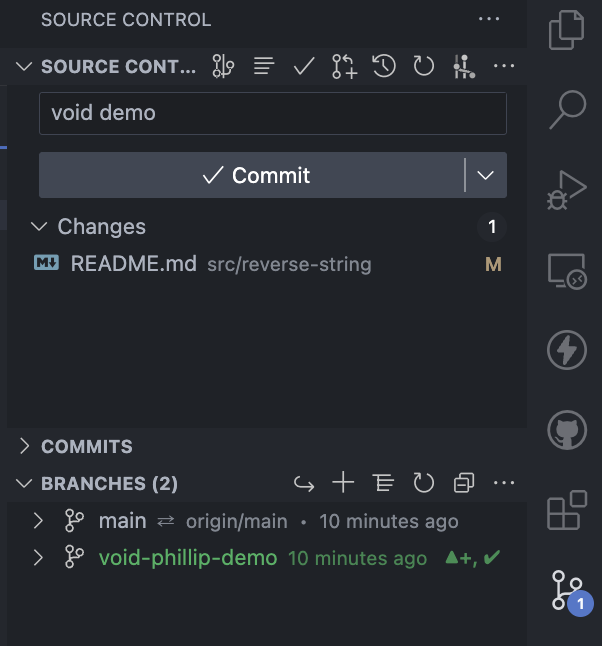 SOURCE CONTROL
SOURCE CONT...
void demo
Commit
Changes 1
README.md src/reverse-string M
COMMITS
BRANCHES (2)
main ⇄ origin/main • 10 minutes ago
void-phillip-demo 10 minutes ago ▲+, ✔
1